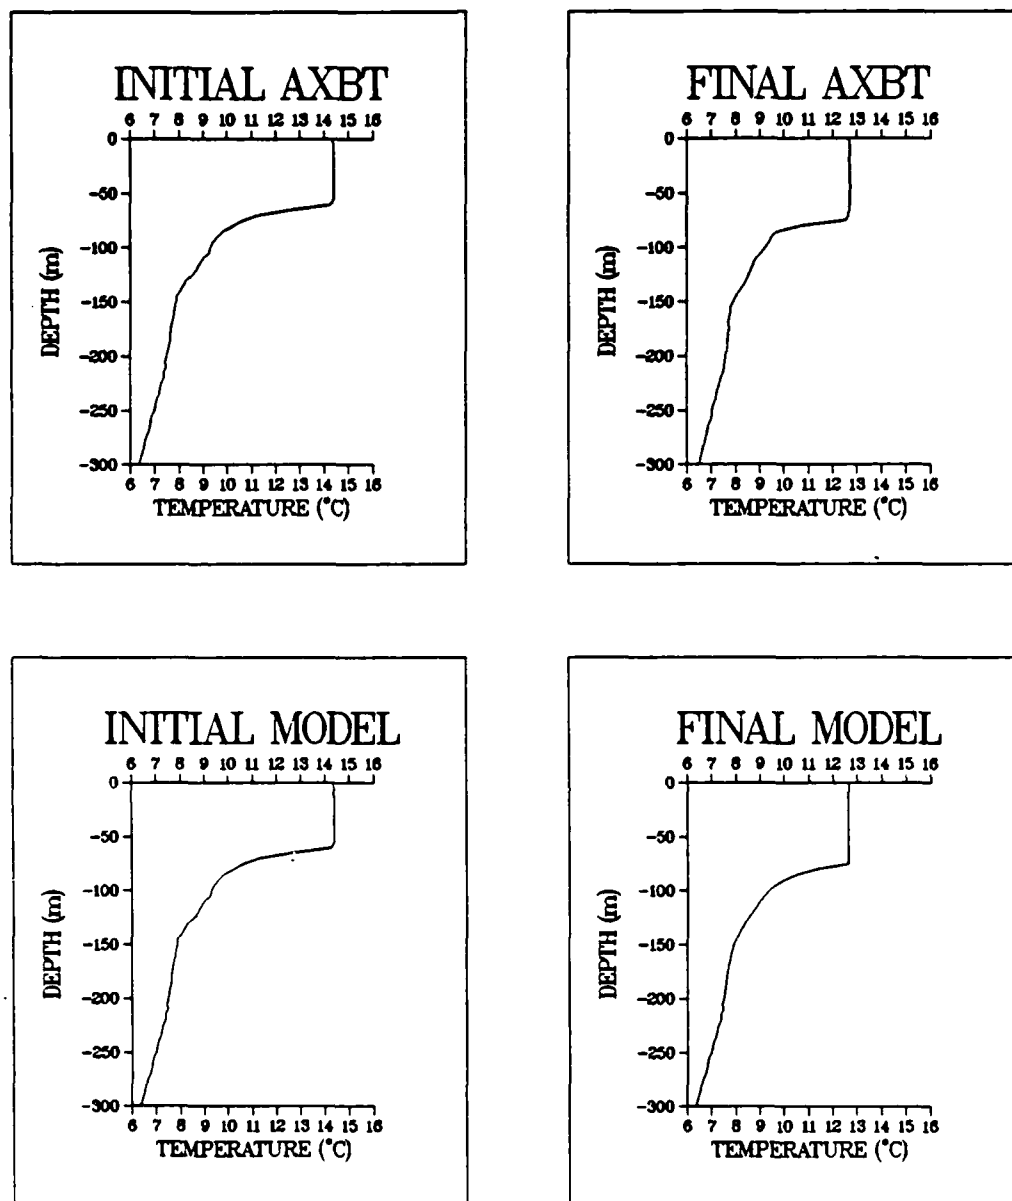 INITIAL AXBT
6 7 8 9 10 11 12 13 14 15 16
0
-50
-100
-150
-200
-250
-300
DEPTH (m)
6 7 8 9 10 11 12 13 14 15 16
TEMPERATURE (°C)
FINAL AXBT
6 7 8 9 10 11 12 13 14 15 16
0
-50
-100
-150
-200
-250
-300
DEPTH (m)
6 7 8 9 10 11 12 13 14 15 16
TEMPERATURE (°C)
INITIAL MODEL
6 7 8 9 10 11 12 13 14 15 16
0
-50
-100
-150
-200
-250
-300
DEPTH (m)
6 7 8 9 10 11 12 13 14 15 16
TEMPERATURE (°C)
FINAL MODEL
6 7 8 9 10 11 12 13 14 15 16
0
-50
-100
-150
-200
-250
-300
DEPTH (m)
6 7 8 9 10 11 12 13 14 15 16
TEMPERATURE (°C)